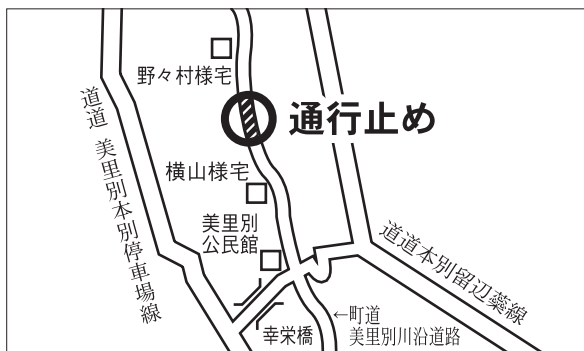 野々村様宅
通行止め
横山様宅
美里別
公民館
道道 美里別本別停車場線
道道本別留辺蘂線
←町道
美里別川沿道路
幸栄橋